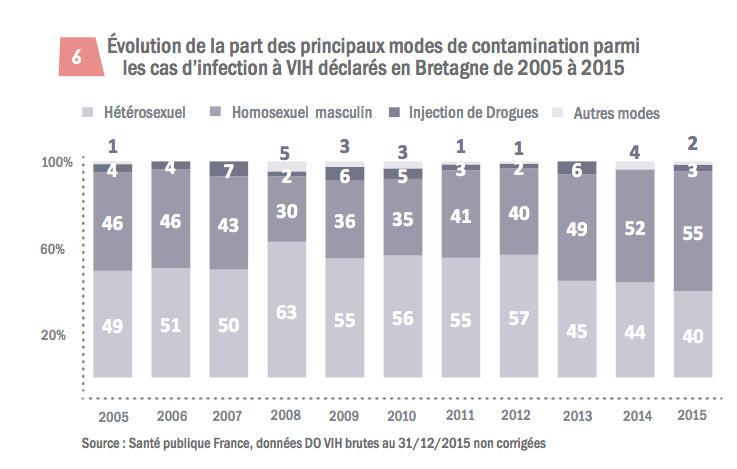 6
Évolution de la part des principaux modes de contamination parmi
les cas d'infection à VIH déclarés en Bretagne de 2005 à 2015
Hétérosexuel Homosexuel masculin Injection de Drogues Autres modes
1 5 3 3 1 1 4 2
100% 4 4 7 2 6 5 3 2 6 3
46 46 43 30 36 35 41 40 49 52 55
60%
49 51 50 63 55 56 55 57 45 44 40
20%
2005 2006 2007 2008 2009 2010 2011 2012 2013 2014 2015
Source : Santé publique France, données DO VIH brutes au 31/12/2015 non corrigées